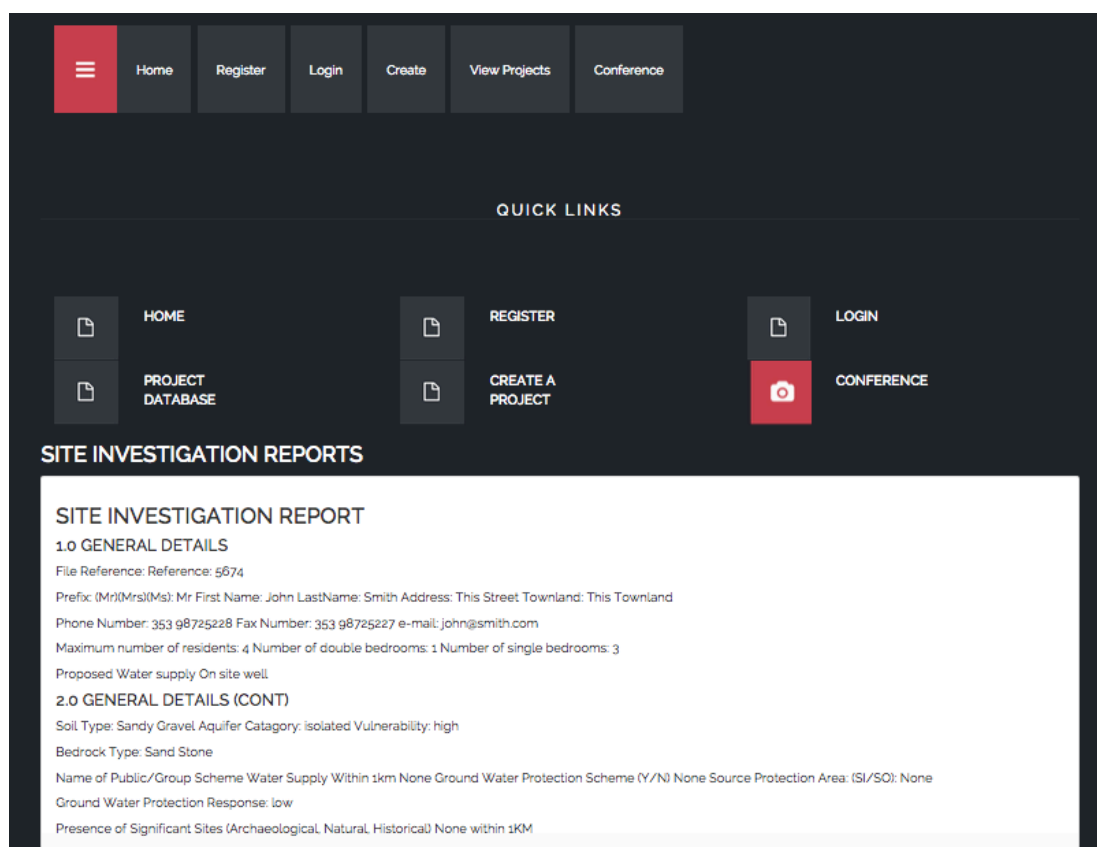 Home Register Login Create View Projects Conference
QUICK LINKS
HOME REGISTER LOGIN
PROJECT DATABASE CREATE A PROJECT CONFERENCE
SITE INVESTIGATION REPORTS
SITE INVESTIGATION REPORT
1.0 GENERAL DETAILS
File Reference: Reference: 5674
Prefix: (Mr)(Mrs)(Ms): Mr First Name: John LastName: Smith Address: This Street Townland: This Townland
Phone Number: 353 98725228 Fax Number: 353 98725227 e-mail: john@smith.com
Maximum number of residents: 4 Number of double bedrooms: 1 Number of single bedrooms: 3
Proposed Water supply On site well
2.0 GENERAL DETAILS (CONT)
Soil Type: Sandy Gravel Aquifer Catagory: isolated Vulnerability: high
Bedrock Type: Sand Stone
Name of Public/Group Scheme Water Supply Within 1km None Ground Water Protection Scheme (Y/N) None Source Protection Area: (SI/SO): None
Ground Water Protection Response: low
Presence of Significant Sites (Archaeological, Natural, Historical) None within 1KM